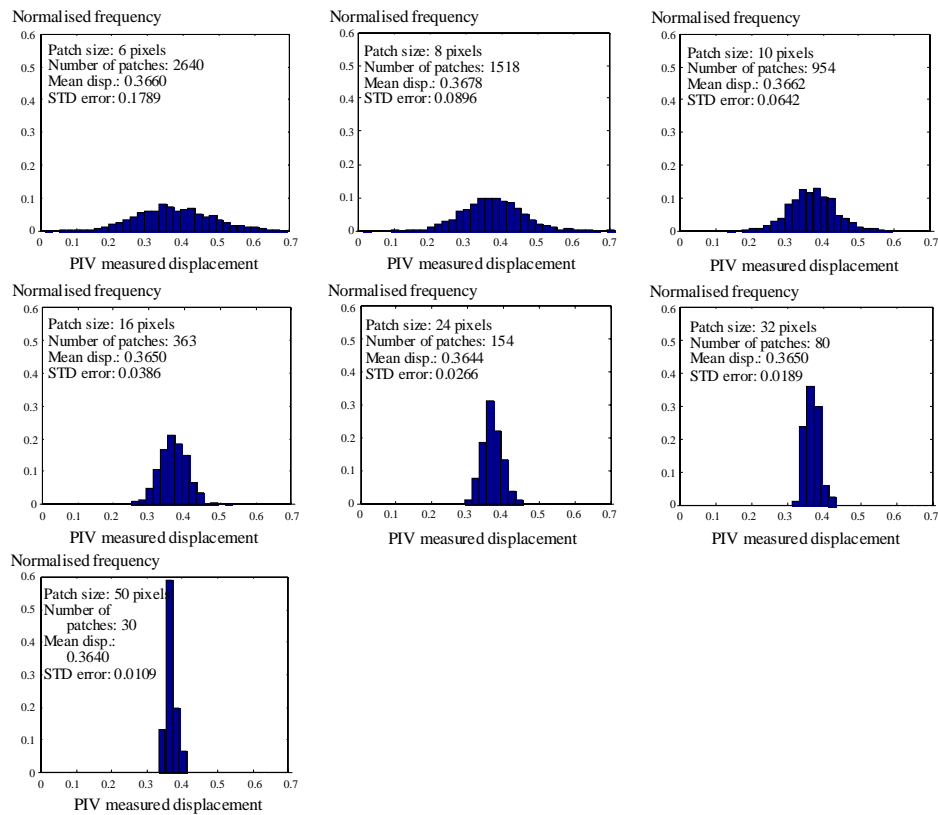 Normalised frequency
Patch size: 6 pixels
Number of patches: 2640
Mean disp.: 0.3660
STD error: 0.1789
0.6
0.5
0.4
0.3
0.2
0.1
0
0 0.1 0.2 0.3 0.4 0.5 0.6 0.7
PIV measured displacement
Normalised frequency
Patch size: 8 pixels
Number of patches: 1518
Mean disp.: 0.3678
STD error: 0.0896
0.6
0.5
0.4
0.3
0.2
0.1
0
0 0.1 0.2 0.3 0.4 0.5 0.6 0.7
PIV measured displacement
Normalised frequency
Patch size: 10 pixels
Number of patches: 954
Mean disp.: 0.3662
STD error: 0.0642
0.6
0.5
0.4
0.3
0.2
0.1
0
0 0.1 0.2 0.3 0.4 0.5 0.6 0.7
PIV measured displacement
Normalised frequency
Patch size: 16 pixels
Number of patches: 363
Mean disp.: 0.3650
STD error: 0.0386
0.6
0.5
0.4
0.3
0.2
0.1
0
0 0.1 0.2 0.3 0.4 0.5 0.6 0.7
PIV measured displacement
Normalised frequency
Patch size: 24 pixels
Number of patches: 154
Mean disp.: 0.3644
STD error: 0.0266
0.6
0.5
0.4
0.3
0.2
0.1
0
0 0.1 0.2 0.3 0.4 0.5 0.6 0.7
PIV measured displacement
Normalised frequency
Patch size: 32 pixels
Number of patches: 80
Mean disp.: 0.3650
STD error: 0.0189
0.6
0.5
0.4
0.3
0.2
0.1
0
0 0.1 0.2 0.3 0.4 0.5 0.6 0.7
PIV measured displacement
Normalised frequency
Patch size: 50 pixels
Number of
patches: 30
Mean disp.:
0.3640
STD error: 0.0109
0.6
0.5
0.4
0.3
0.2
0.1
0
0 0.1 0.2 0.3 0.4 0.5 0.6 0.7
PIV measured displacement